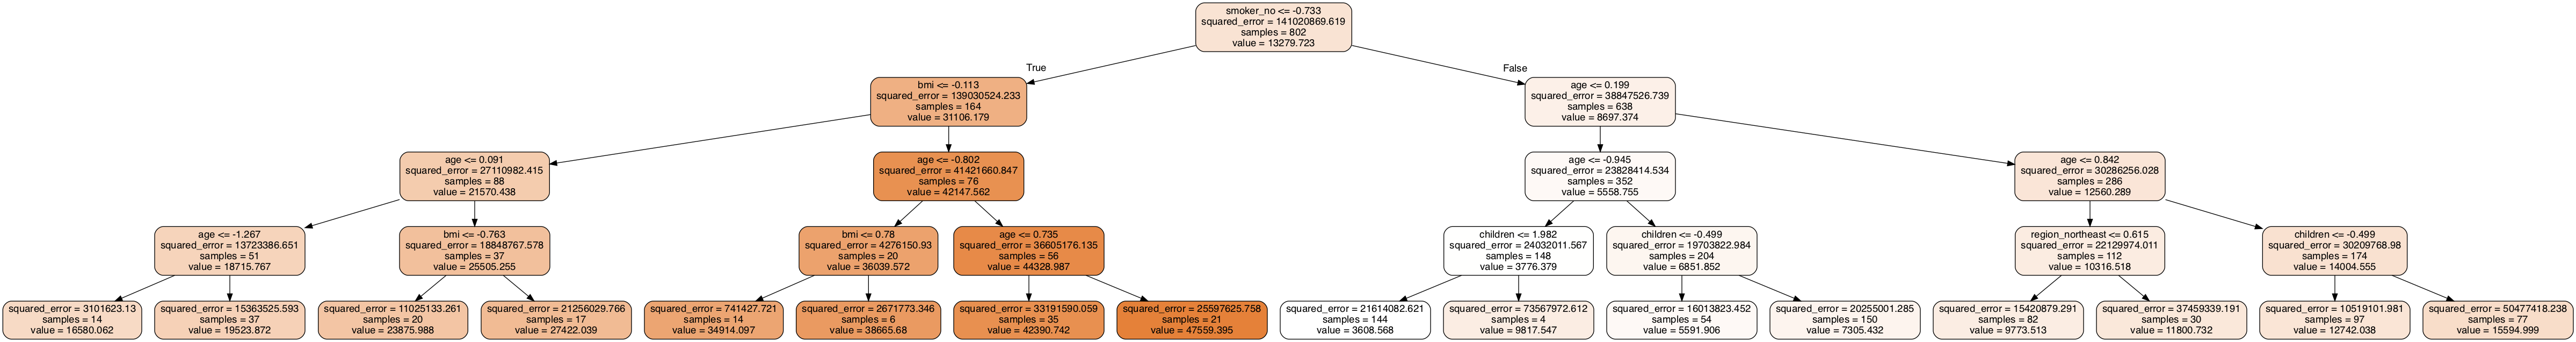 smoker_no <= -0.733
squared_error = 141020869.619
samples = 802
value = 13279.723
True
False
bmi <= -0.113
squared_error = 139030524.233
samples = 164
value = 31106.179
age <= 0.199
squared_error = 38847526.739
samples = 638
value = 8697.374
age <= 0.091
squared_error = 27110982.415
samples = 88
value = 21570.438
age <= -0.802
squared_error = 41421660.847
samples = 76
value = 42147.562
age <= -0.945
squared_error = 23828414.534
samples = 352
value = 5558.755
age <= 0.842
squared_error = 30286256.028
samples = 286
value = 12560.289
age <= -1.267
squared_error = 13723386.651
samples = 51
value = 18715.767
bmi <= -0.763
squared_error = 18848767.578
samples = 37
value = 25505.255
bmi <= 0.78
squared_error = 4276150.93
samples = 20
value = 36039.572
age <= 0.735
squared_error = 36605176.135
samples = 56
value = 44328.987
children <= 1.982
squared_error = 24032011.567
samples = 148
value = 3776.379
children <= -0.499
squared_error = 19703822.984
samples = 204
value = 6851.852
region_northeast <= 0.615
squared_error = 22129974.011
samples = 112
value = 10316.518
children <= -0.499
squared_error = 30209768.98
samples = 174
value = 14004.555
squared_error = 3101623.13
samples = 14
value = 16580.062
squared_error = 15363525.593
samples = 37
value = 19523.872
squared_error = 11025133.261
samples = 20
value = 23875.988
squared_error = 21256029.766
samples = 17
value = 27422.039
squared_error = 741427.721
samples = 14
value = 34914.097
squared_error = 2671773.346
samples = 6
value = 38665.68
squared_error = 33191590.059
samples = 35
value = 42390.742
squared_error = 25597625.758
samples = 21
value = 47559.395
squared_error = 21614082.621
samples = 144
value = 3608.568
squared_error = 73567972.612
samples = 4
value = 9817.547
squared_error = 16013823.452
samples = 54
value = 5591.906
squared_error = 20255001.285
samples = 150
value = 7305.432
squared_error = 15420879.291
samples = 82
value = 9773.513
squared_error = 37459339.191
samples = 30
value = 11800.732
squared_error = 10519101.981
samples = 97
value = 12742.038
squared_error = 50477418.238
samples = 77
value = 15594.999